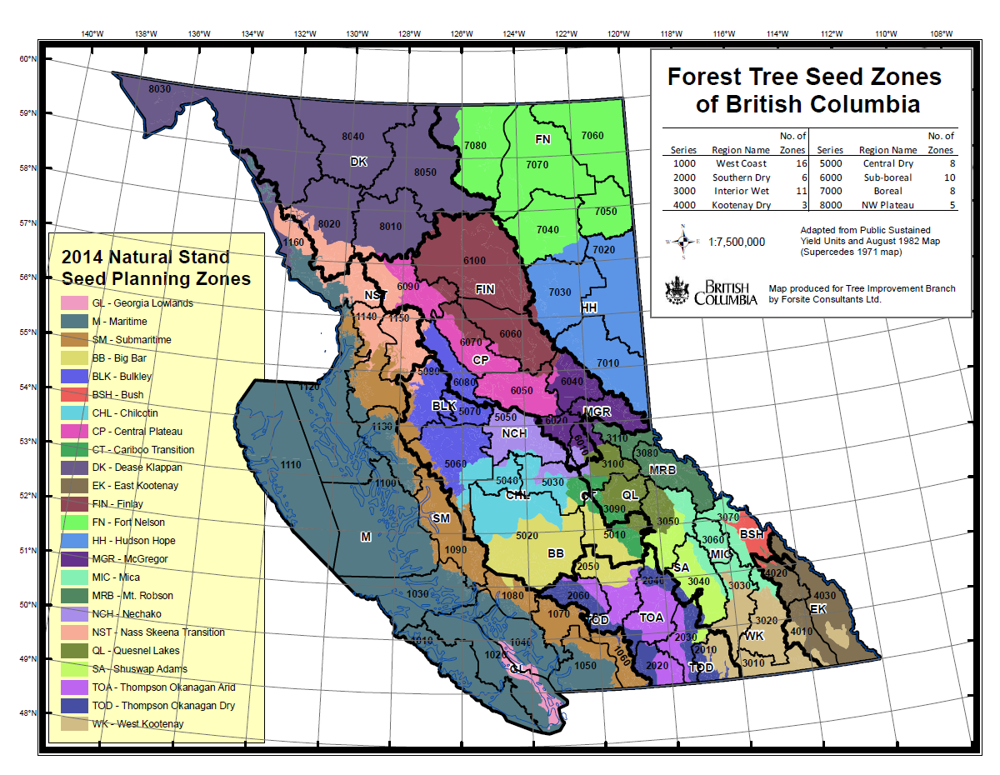 140°W 138°W 136°W 134°W 132°W 130°W 128°W 126°W 124°W 122°W 120°W 118°W 116°W 114°W 112°W 110°W 108°W
60°N
59°N
58°N
57°N
56°N
55°N
54°N
53°N
52°N
51°N
50°N
49°N
48°N
Forest Tree Seed Zones
of British Columbia
No. of No. of
Series Region Name Zones Series Region Name Zones
1000 West Coast 16 5000 Central Dry 8
2000 Southern Dry 6 6000 Sub-boreal 10
3000 Interior Wet 11 7000 Boreal 8
4000 Kootenay Dry 3 8000 NW Plateau 5
N
W E
S
1:7,500,000
Adapted from Public Sustained
Yield Units and August 1982 Map
(Supercedes 1971 map)
BRITISH
COLUMBIA
Map produced for Tree Improvement Branch
by Forsite Consultants Ltd.
2014 Natural Stand
Seed Planning Zones
GL - Georgia Lowlands
M - Maritime
SM - Submaritime
BB - Big Bar
BLK - Bulkley
BSH - Bush
CHL - Chilcotin
CP - Central Plateau
CT - Cariboo Transition
DK - Dease Klappan
EK - East Kootenay
FIN - Finlay
FN - Fort Nelson
HH - Hudson Hope
MGR - McGregor
MIC - Mica
MRB - Mt. Robson
NCH - Nechako
NST - Nass Skeena Transition
QL - Quesnel Lakes
SA - Shuswap Adams
TOA - Thompson Okanagan Arid
TOD - Thompson Okanagan Dry
WK - West Kootenay
8030
8040
DK
8050
7080
FN
7060
7070
7050
8020
8010
7040
1160
7020
6100
6090
NST
FIN
7030
HH
1140
1150
6060
6070
CP
7010
5080
6080
6050
6040
1120
BLK
5070
5050
MGR
6020
1130
NCH
6010
3110
3080
1110
5060
3100
MRB
1100
5040
5030
CHL
CT
QL
3090
SM
3050
3070
M
5020
5010
BSH
3060
MIC
1090
BB
2050
SA
4020
2040
3040
3030
1030
1080
2060
4030
EK
1070
TOD
TOA
3020
4010
WK
1010
1040
2030
2010
1020
1060
GL
1050
2020
TOD
3010